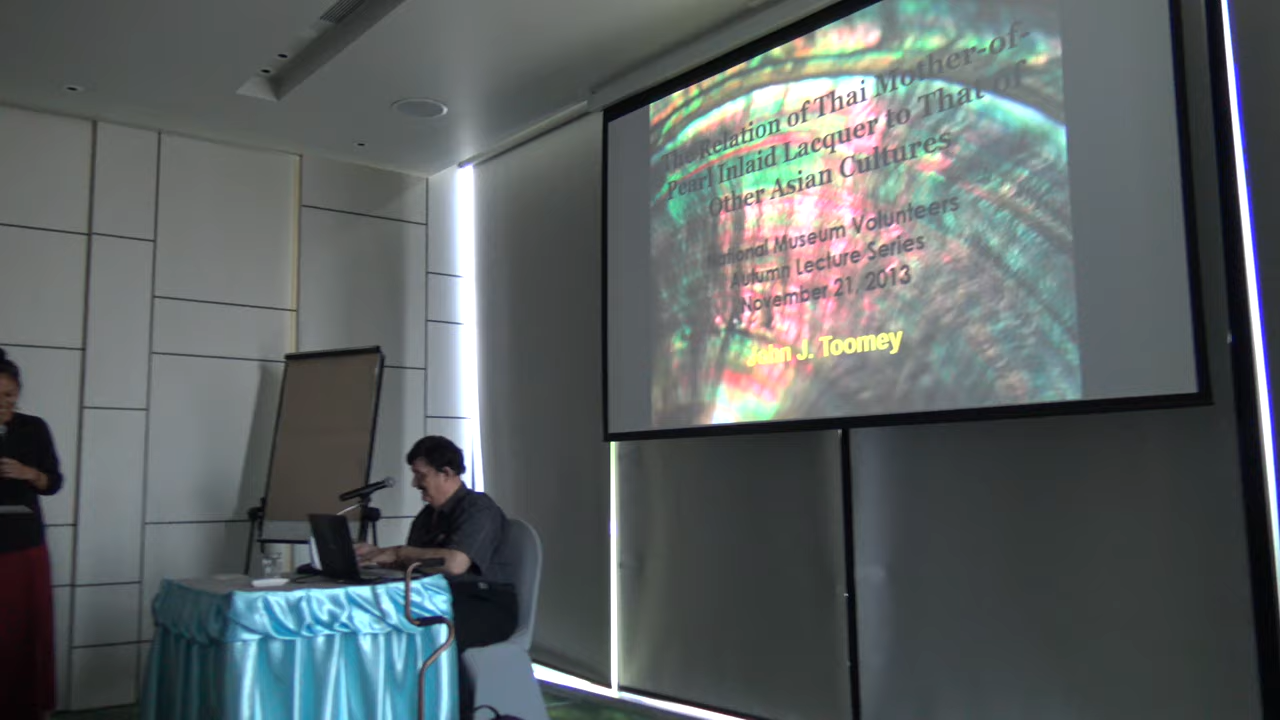 The Relation of Thai Mother-of-
Pearl Inlaid Lacquer to That of
Other Asian Cultures
National Museum Volunteers
Autumn Lecture Series
November 21, 2013
John J. Toomey